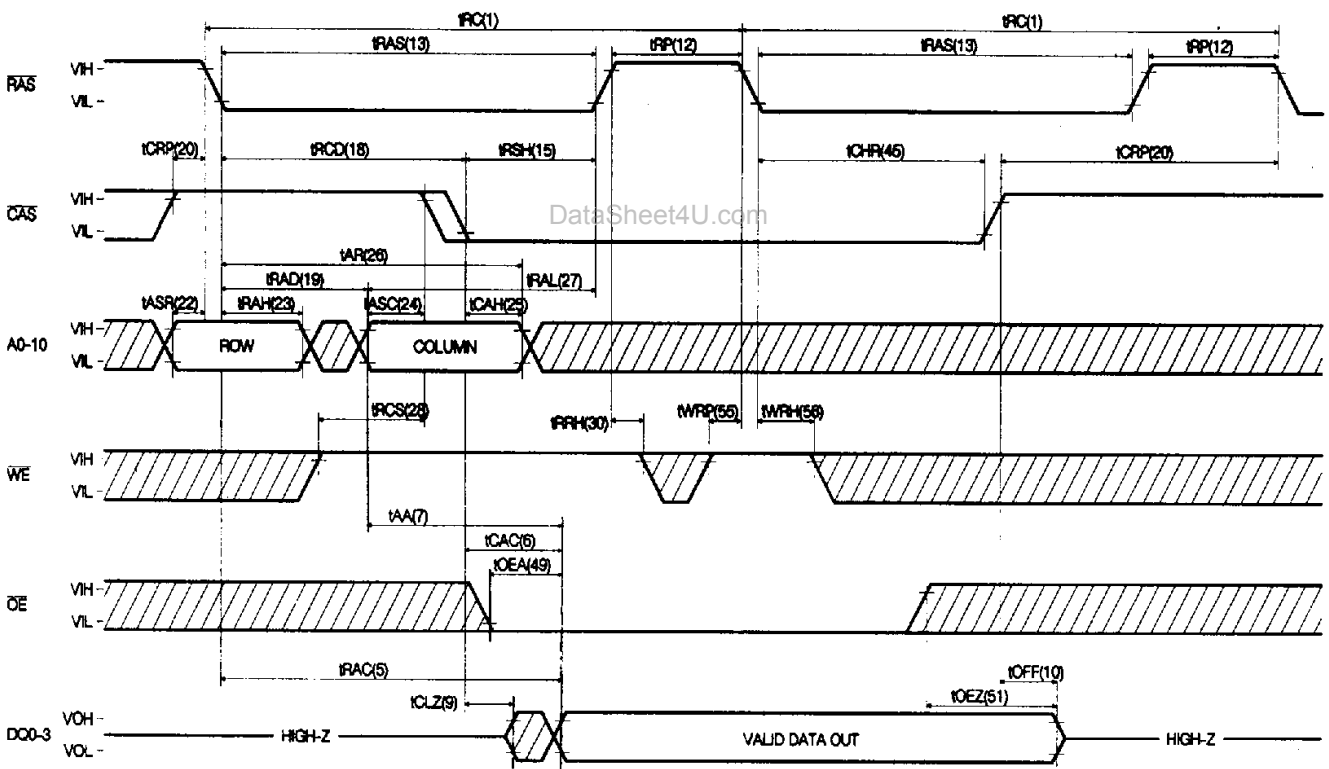 tRC(1) tRC(1)
tRAS(13) tRP(12) tRAS(13) tRP(12)
RAS VIH
VIL
tCRP(20) tRCD(18) tRSH(15) tCHR(45) tCRP(20)
CAS VIH
VIL
DataSheet4U.com
tAR(26)
tRAD(19) tRAL(27)
tASR(22) tRAH(23) tASC(24) tCAH(25)
A0-10 VIH
VIL
ROW COLUMN
tRCS(28) tRRH(30) tWRP(55) tWRH(56)
WE VIH
VIL
tAA(7)
tCAC(6)
tOEA(49)
OE VIH
VIL
tRAC(5)
tOFF(10)
tCLZ(9) tOEZ(51)
DQ0-3 VOH
VOL
HIGH-Z VALID DATA OUT HIGH-Z